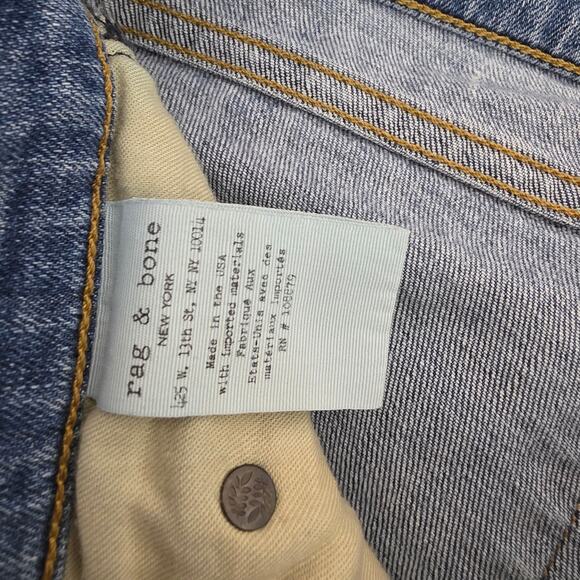 rag & bone
NEW YORK
425 W. 13th St, NY NY 10014
Made in the USA
with imported materials
Fabriqué Aux
Etats-Unis avec des
matériaux importés
RN # 108879